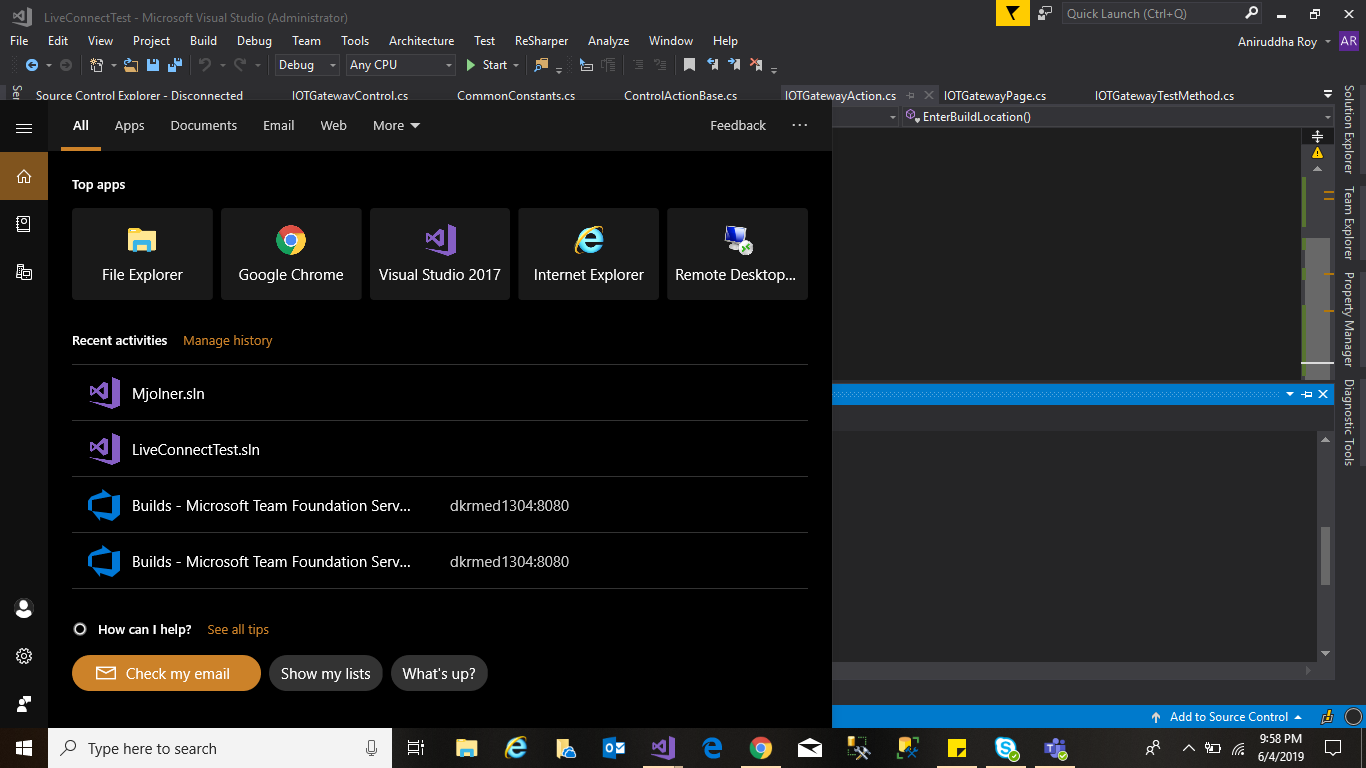 LiveConnectTest - Microsoft Visual Studio (Administrator)
Quick Launch (Ctrl+Q)
File Edit View Project Build Debug Team Tools Architecture Test ReSharper Analyze Window Help
Aniruddha Roy AR
Debug Any CPU Start
Source Control Explorer - Disconnected IOTGatewayControl.cs CommonConstants.cs ControlActionBase.cs IOTGatewayAction.cs IOTGatewayPage.cs IOTGatewayTestMethod.cs
EnterBuildLocation()
All Apps Documents Email Web More Feedback
Top apps
File Explorer Google Chrome Visual Studio 2017 Internet Explorer Remote Desktop...
Recent activities Manage history
Mjolner.sln
LiveConnectTest.sln
Builds - Microsoft Team Foundation Serv... dkrmed1304:8080
Builds - Microsoft Team Foundation Serv... dkrmed1304:8080
How can I help? See all tips
Check my email Show my lists What's up?
Solution Explorer
Team Explorer
Property Manager
Diagnostic Tools
Add to Source Control
Type here to search
9:58 PM
6/4/2019